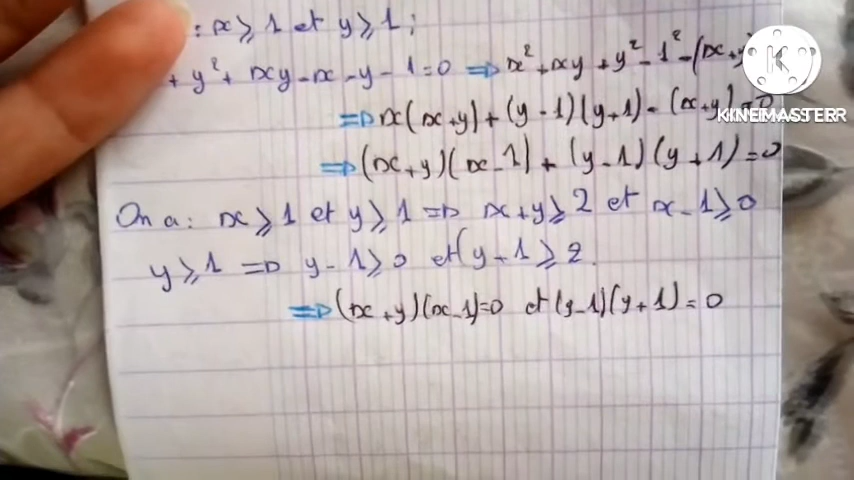 : x ⩾ 1 et y ⩾ 1 ;
+ y² + xy - x - y - 1 = 0 ⇒ x² + xy + y² - 1² - (x+y)
⇒ x(x+y) + (y-1)(y+1) - (x+y) = 0
⇒ (x+y)(x-1) + (y-1)(y+1) = 0
On a : x ⩾ 1 et y ⩾ 1 ⇒ x+y ⩾ 2 et x-1 ⩾ 0
y ⩾ 1 ⇒ y-1 ⩾ 0 et (y+1 ⩾ 2.
⇒ (x+y)(x-1)=0 et (y-1)(y+1) = 0
KINEMASTER